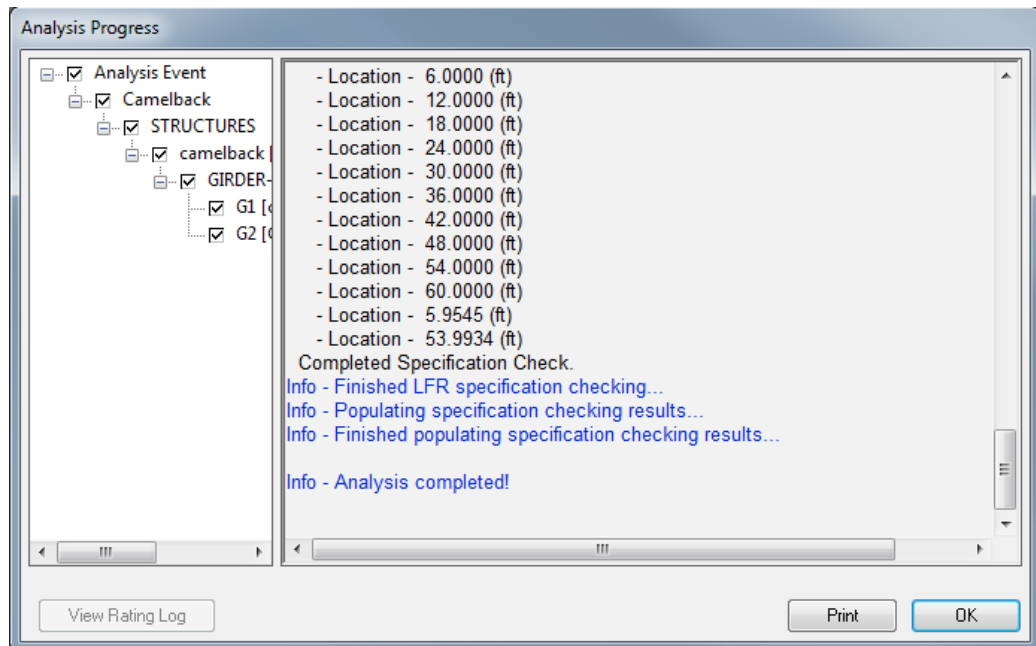 Analysis Progress
Analysis Event
Camelback
STRUCTURES
camelback [
GIRDER-
G1 [
G2 [
- Location - 6.0000 (ft)
- Location - 12.0000 (ft)
- Location - 18.0000 (ft)
- Location - 24.0000 (ft)
- Location - 30.0000 (ft)
- Location - 36.0000 (ft)
- Location - 42.0000 (ft)
- Location - 48.0000 (ft)
- Location - 54.0000 (ft)
- Location - 60.0000 (ft)
- Location - 5.9545 (ft)
- Location - 53.9934 (ft)
Completed Specification Check.
Info - Finished LFR specification checking...
Info - Populating specification checking results...
Info - Finished populating specification checking results...
Info - Analysis completed!
View Rating Log
Print
OK